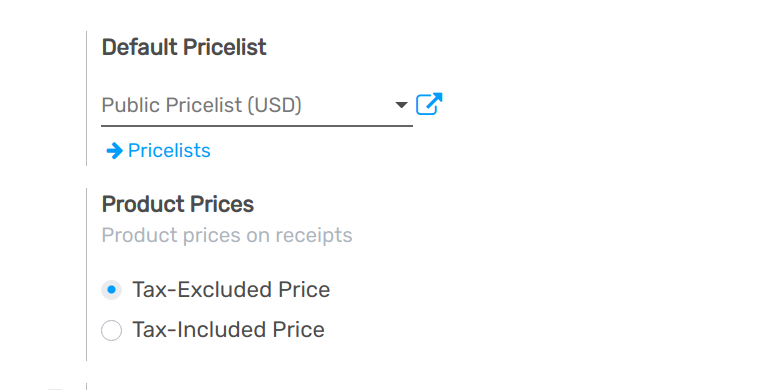 Default Pricelist
Public Pricelist (USD)
Pricelists
Product Prices
Product prices on receipts
Tax-Excluded Price
Tax-Included Price